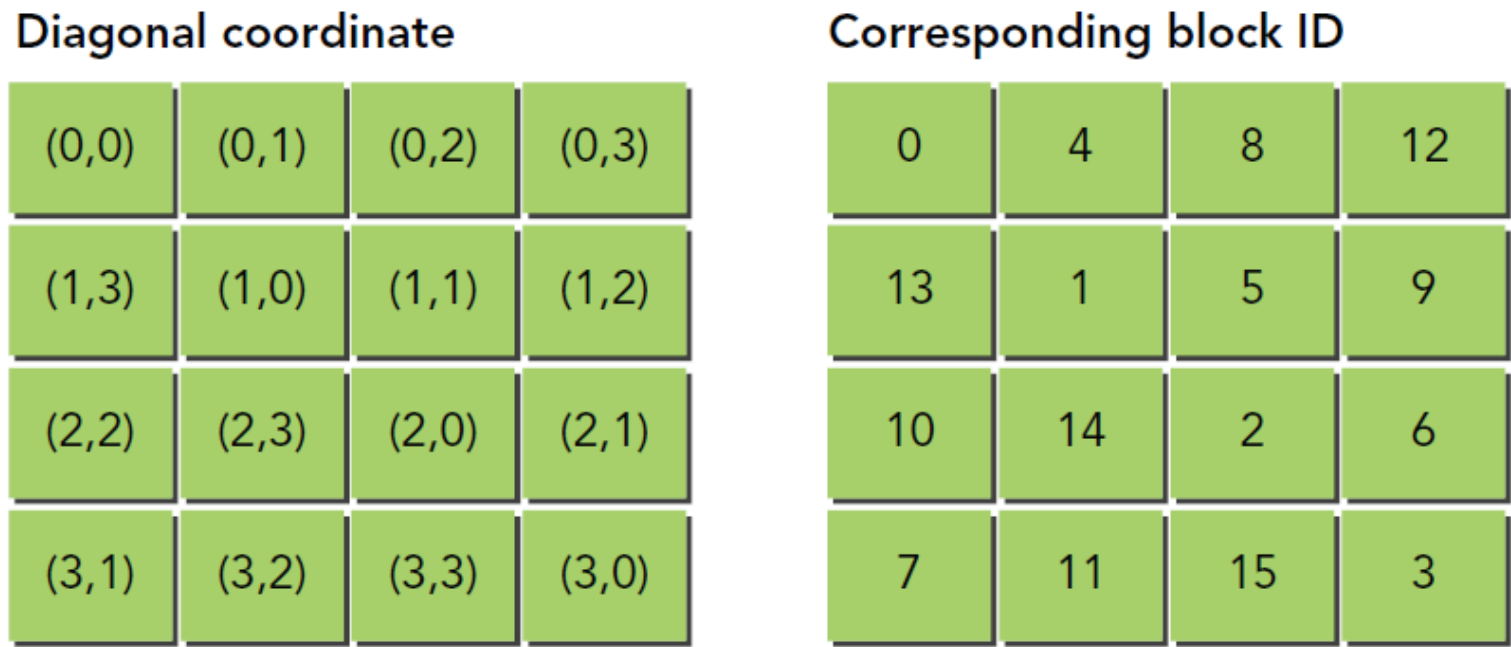 Diagonal coordinate
(0,0) (0,1) (0,2) (0,3)
(1,3) (1,0) (1,1) (1,2)
(2,2) (2,3) (2,0) (2,1)
(3,1) (3,2) (3,3) (3,0)
Corresponding block ID
0 4 8 12
13 1 5 9
10 14 2 6
7 11 15 3